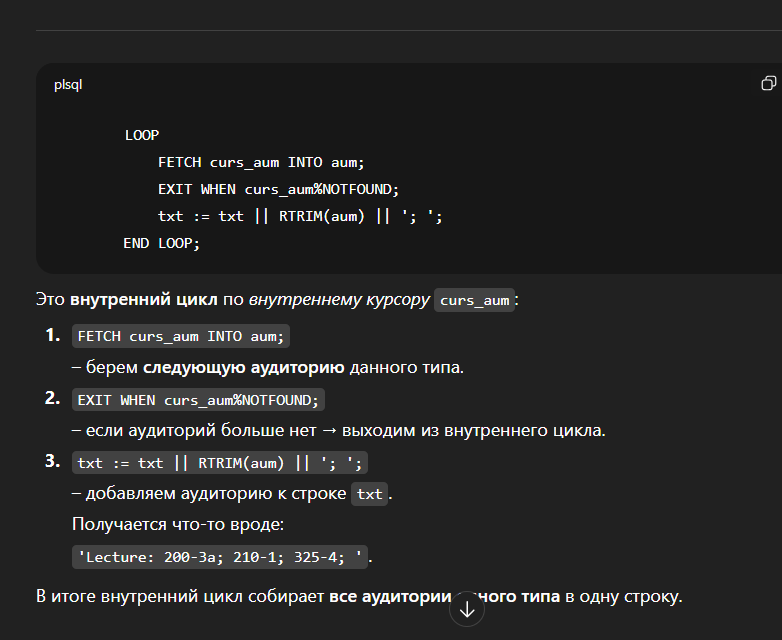 plsql
LOOP
FETCH curs_aum INTO aum;
EXIT WHEN curs_aum%NOTFOUND;
txt := txt || RTRIM(aum) || '; ';
END LOOP;
Это внутренний цикл по внутреннему курсору curs_aum :
1. FETCH curs_aum INTO aum;
– берем следующую аудиторию данного типа.
2. EXIT WHEN curs_aum%NOTFOUND;
– если аудиторий больше нет → выходим из внутреннего цикла.
3. txt := txt || RTRIM(aum) || '; ';
– добавляем аудиторию к строке txt .
Получается что-то вроде:
'Lecture: 200-3a; 210-1; 325-4; ' .
В итоге внутренний цикл собирает все аудитории типа в одну строку.